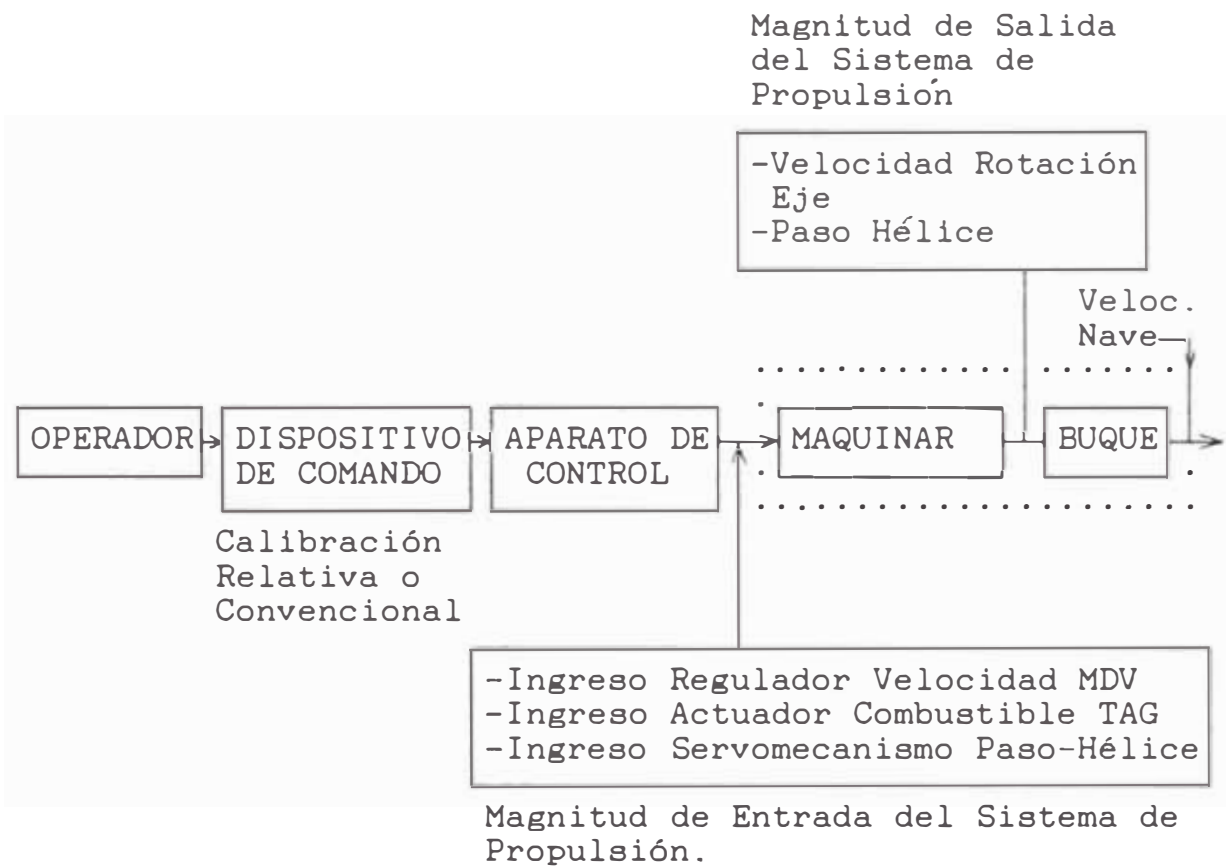 Magnitud de Salida
del Sistema de
Propulsión
-Velocidad Rotación
Eje
-Paso Hélice
Veloc.
Nave
OPERADOR
DISPOSITIVO
DE COMANDO
APARATO DE
CONTROL
MAQUINAR
BUQUE
Calibración
Relativa o
Convencional
-Ingreso Regulador Velocidad MDV
-Ingreso Actuador Combustible TAG
-Ingreso Servomecanismo Paso-Hélice
Magnitud de Entrada del Sistema de
Propulsión.